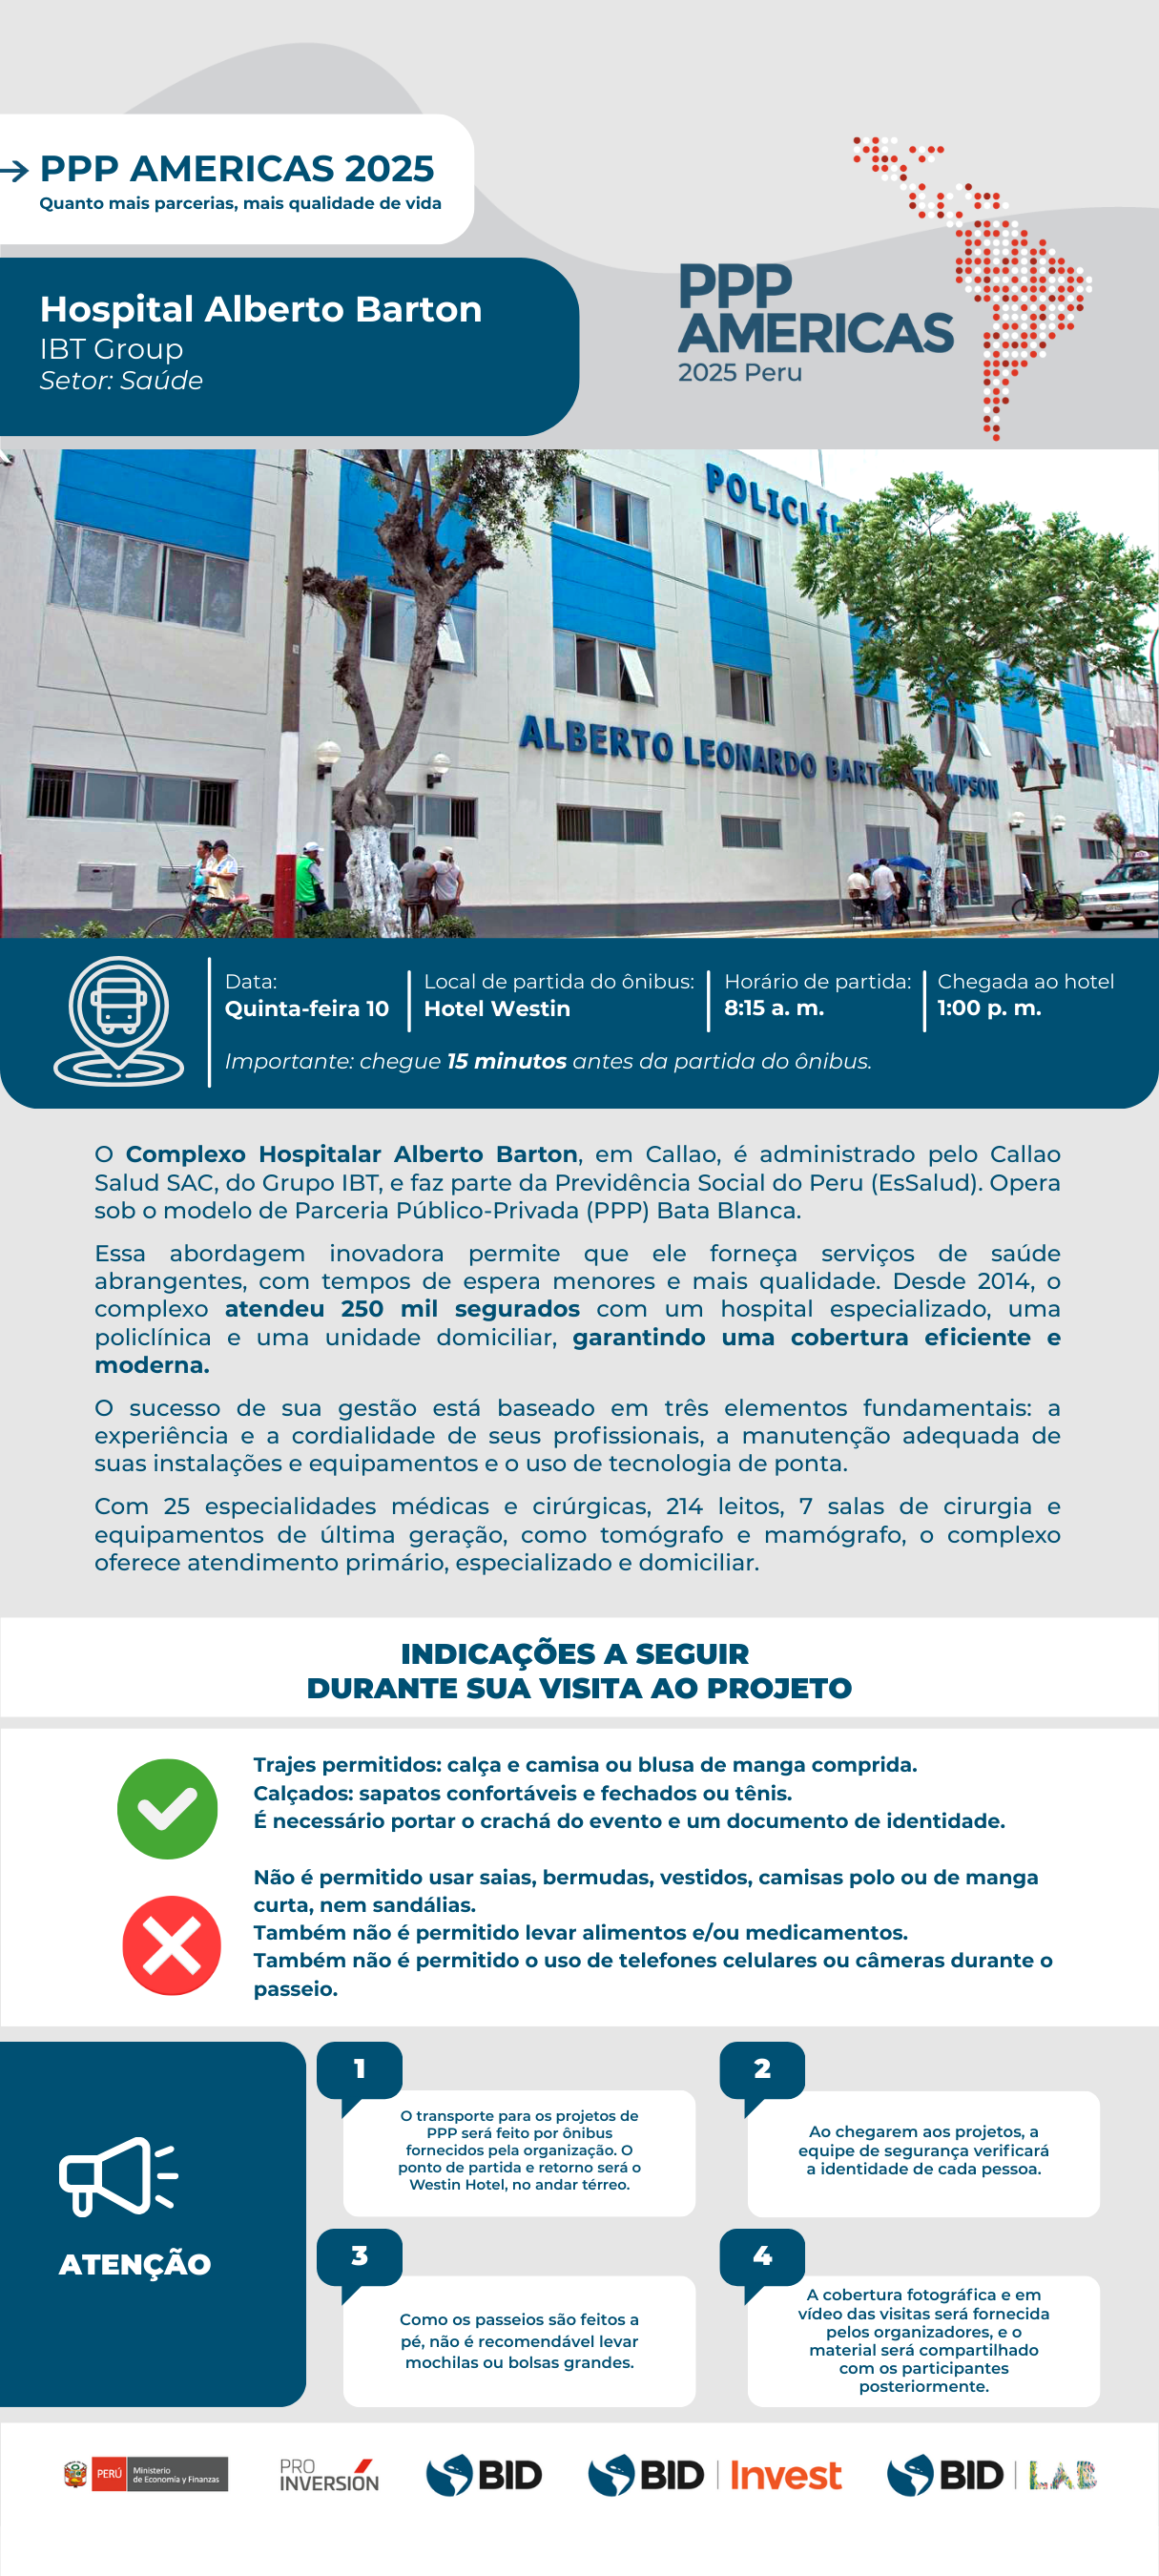 PPP AMERICAS 2025
Quanto mais parcerias, mais qualidade de vida
Hospital Alberto Barton
IBT Group
Setor: Saúde
PPP
AMERICAS
2025 Peru
ALBERTO LEONARDO
Data:
Quinta-feira 10
Local de partida do ônibus:
Hotel Westin
Horário de partida:
8:15 a. m.
Chegada ao hotel
1:00 p. m.
Importante: chegue 15 minutos antes da partida do ônibus.
O Complexo Hospitalar Alberto Barton, em Callao, é administrado pelo Callao
Salud SAC, do Grupo IBT, e faz parte da Previdência Social do Peru (EsSalud). Opera
sob o modelo de Parceria Público-Privada (PPP) Bata Blanca.
Essa abordagem inovadora permite que ele forneça serviços de saúde
abrangentes, com tempos de espera menores e mais qualidade. Desde 2014, o
complexo atendeu 250 mil segurados com um hospital especializado, uma
policlínica e uma unidade domiciliar, garantindo uma cobertura eficiente e
moderna.
O sucesso de sua gestão está baseado em três elementos fundamentais: a
experiência e a cordialidade de seus profissionais, a manutenção adequada de
suas instalações e equipamentos e o uso de tecnologia de ponta.
Com 25 especialidades médicas e cirúrgicas, 214 leitos, 7 salas de cirurgia e
equipamentos de última geração, como tomógrafo e mamógrafo, o complexo
oferece atendimento primário, especializado e domiciliar.
INDICAÇÕES A SEGUIR
DURANTE SUA VISITA AO PROJETO
Trajes permitidos: calça e camisa ou blusa de manga comprida.
Calçados: sapatos confortáveis e fechados ou tênis.
É necessário portar o crachá do evento e um documento de identidade.
Não é permitido usar saias, bermudas, vestidos, camisas polo ou de manga
curta, nem sandálias.
Também não é permitido levar alimentos e/ou medicamentos.
Também não é permitido o uso de telefones celulares ou câmeras durante o
passeio.
ATENÇÃO
1
O transporte para os projetos de
PPP será feito por ônibus
fornecidos pela organização. O
ponto de partida e retorno será o
Westin Hotel, no andar térreo.
2
Ao chegarem aos projetos, a
equipe de segurança verificará
a identidade de cada pessoa.
3
Como os passeios são feitos a
pé, não é recomendável levar
mochilas ou bolsas grandes.
4
A cobertura fotográfica e em
vídeo das visitas será fornecida
pelos organizadores, e o
material será compartilhado
com os participantes
posteriormente.
PERÚ
Ministerio
de Economía y Finanzas
PRO
INVERSIÓN
BID
BID Invest
BID LAB